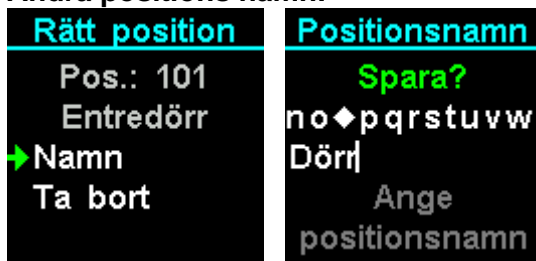 Ändra positions namn:
Rätt position
Pos.: 101
Entredörr
Namn
Ta bort
Positionsnamn
Spara?
no◆pqrstuvw
Dörr
Ange
positionsnamn